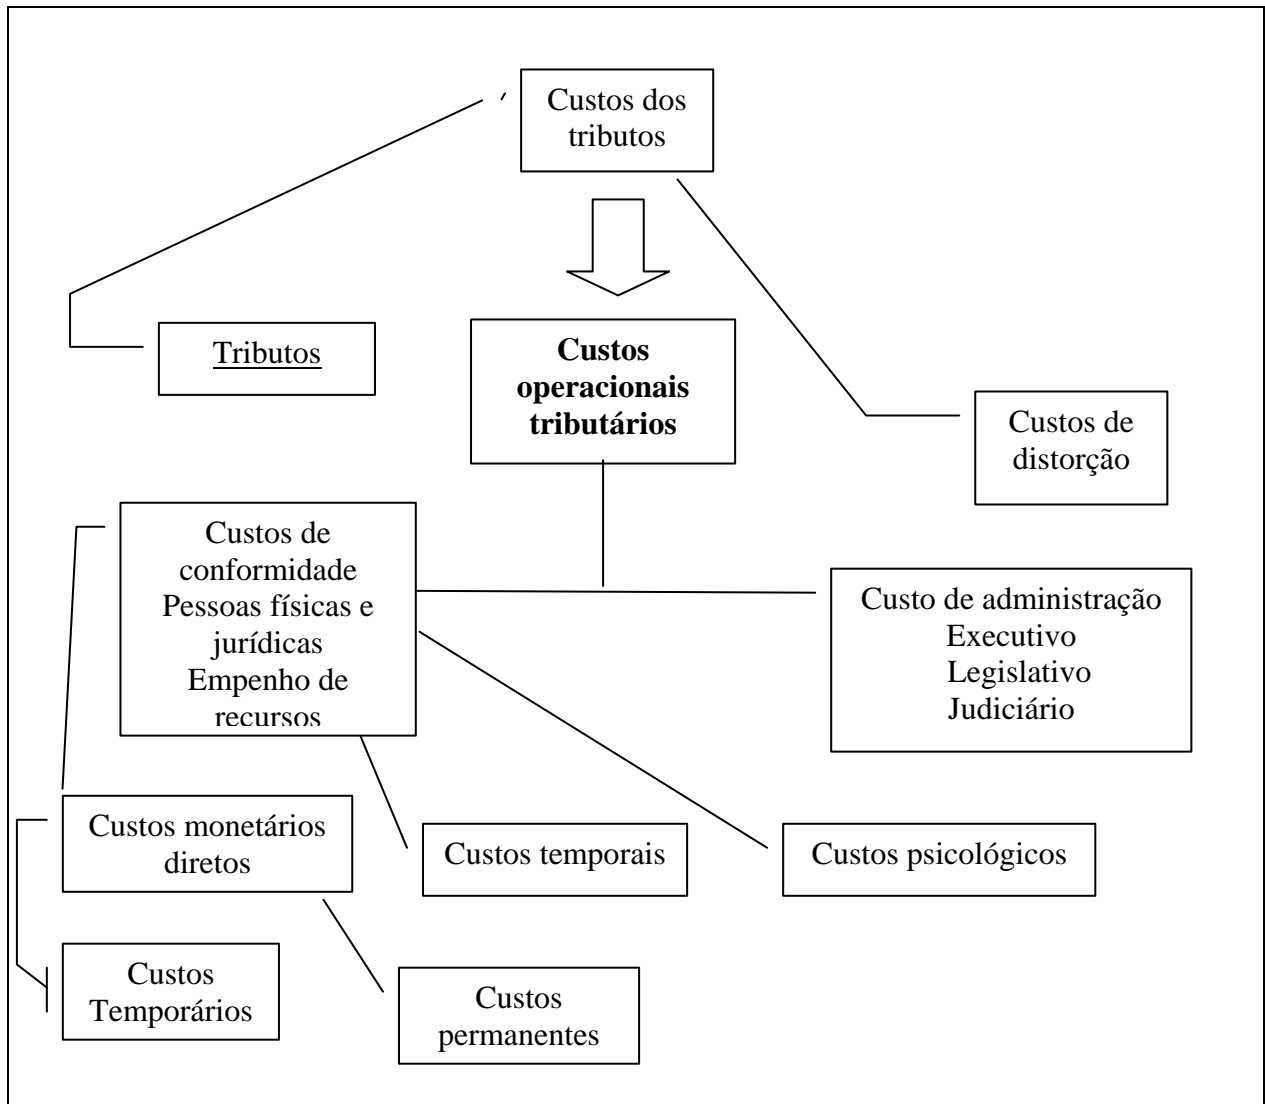 Custos dos
tributos
Tributos
Custos
operacionais
tributários
Custos de
distorção
Custos de
conformidade
Pessoas físicas e
jurídicas
Empenho de
recursos
Custo de administração
Executivo
Legislativo
Judiciário
Custos monetários
diretos
Custos temporais
Custos psicológicos
Custos
Temporários
Custos
permanentes